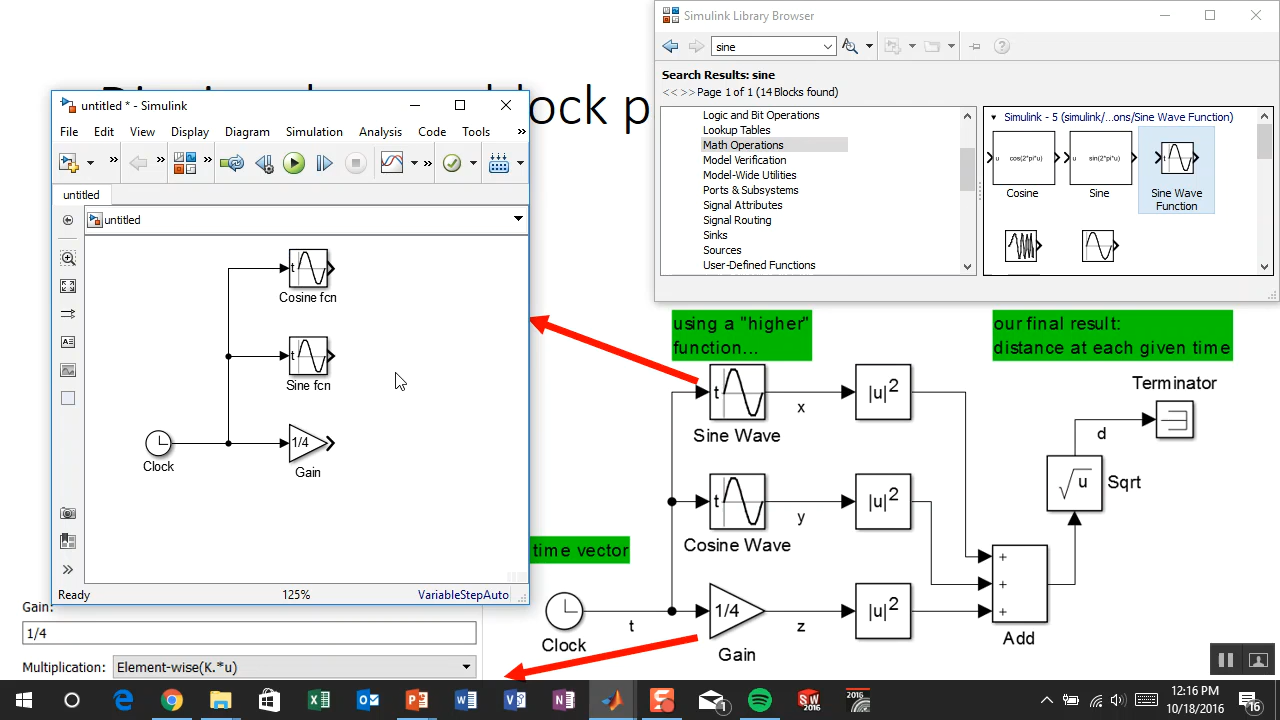 Simulink Library Browser
sine
Search Results: sine
<< >> Page 1 of 1 (14 Blocks found)
Logic and Bit Operations
Lookup Tables
Math Operations
Model Verification
Model-Wide Utilities
Ports & Subsystems
Signal Attributes
Signal Routing
Sinks
Sources
User-Defined Functions
Simulink - 5 (simulink/...ons/Sine Wave Function)
u cos(2*pi*u)
u sin(2*pi*u)
t
Cosine
Sine
Sine Wave
Function
lock p
untitled * - Simulink
File Edit View Display Diagram Simulation Analysis Code Tools »
untitled
untitled
t
Cosine fcn
t
Sine fcn
1/4
Clock
Gain
Ready 125% VariableStepAuto
Gain:
1/4
Multiplication: Element-wise(K.*u)
using a "higher"
function...
our final result:
distance at each given time
t
x
|u|²
Sine Wave
Terminator
d
t
y
|u|²
Cosine Wave
√u
Sqrt
time vector
1/4
t
z
|u|²
Clock
Gain
+
+
+
Add
12:16 PM
10/18/2016
2016
2016
1
16